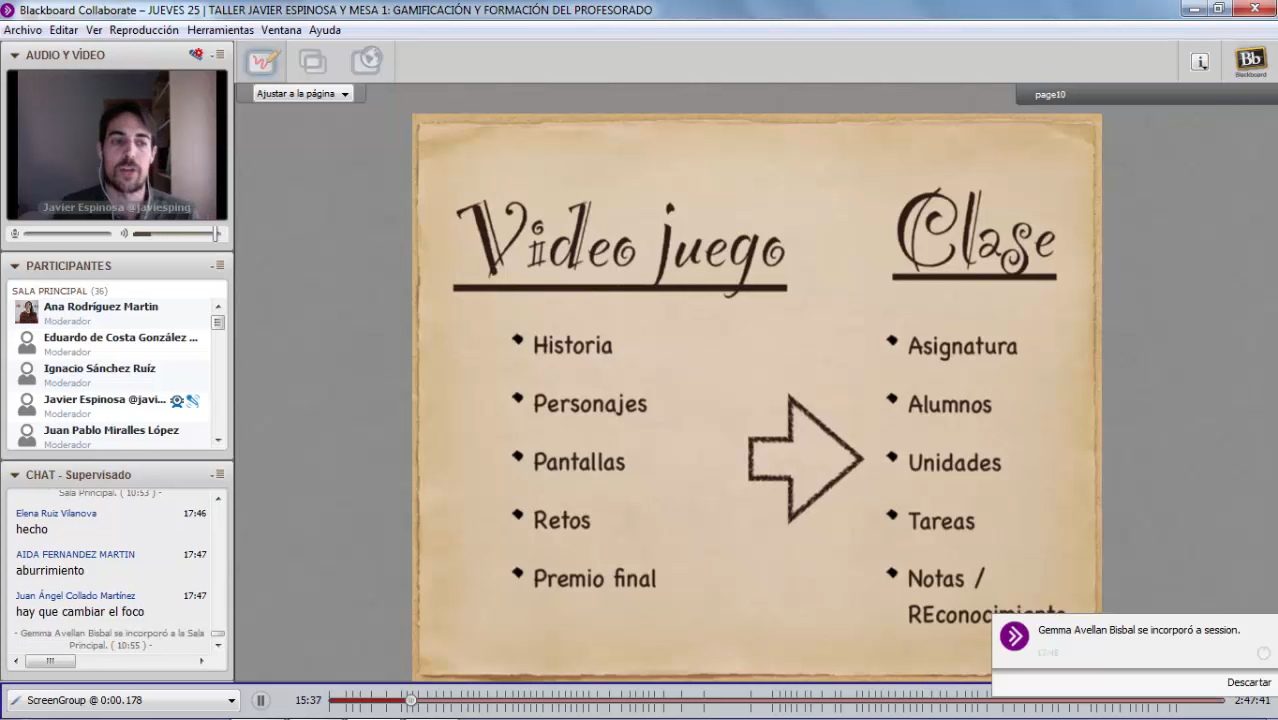 Blackboard Collaborate – JUEVES 25 | TALLER JAVIER ESPINOSA Y MESA 1: GAMIFICACIÓN Y FORMACIÓN DEL PROFESORADO
Archivo Editar Ver Reproducción Herramientas Ventana Ayuda
AUDIO Y VÍDEO
Javier Espinosa @javiesping
PARTICIPANTES
SALA PRINCIPAL (36)
Ana Rodríguez Martin
Moderador
Eduardo de Costa González ...
Moderador
Ignacio Sánchez Ruíz
Moderador
Javier Espinosa @javi...
Moderador
Juan Pablo Miralles López
Moderador
CHAT - Supervisado
Sala Principal. ( 10:53 ) -
Elena Ruiz Vilanova 17:46
hecho
AIDA FERNANDEZ MARTIN 17:47
aburrimiento
Juan Ángel Collado Martínez 17:47
hay que cambiar el foco
- Gemma Avellan Bisbal se incorporó a la Sala
Principal. ( 10:55 ) -
Ajustar a la página
page10
i
Bb
Blackboard
Video juego
Historia
Personajes
Pantallas
Retos
Premio final
Clase
Asignatura
Alumnos
Unidades
Tareas
Notas /
REconocimiento
Gemma Avellan Bisbal se incorporó a session.
Descartar
ScreenGroup @ 0:00.178
15:37
2:47:41